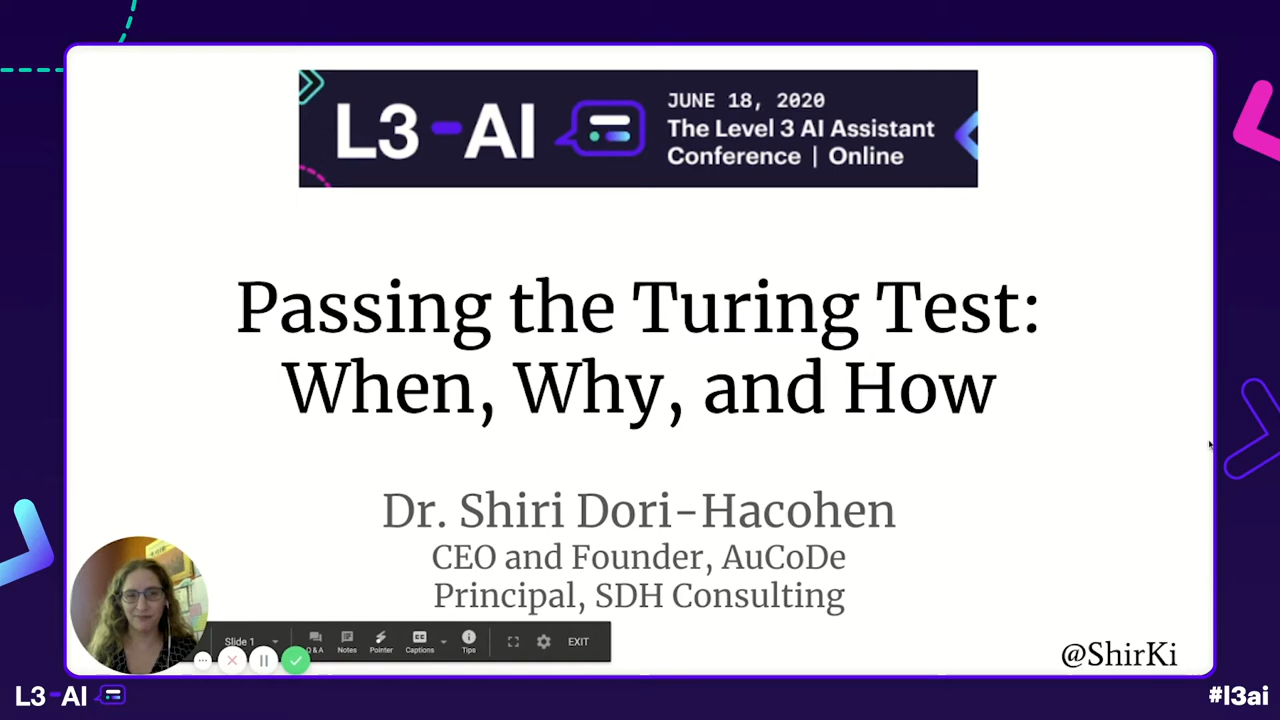 L3-AI
JUNE 18, 2020
The Level 3 AI Assistant
Conference | Online
Passing the Turing Test:
When, Why, and How
Dr. Shiri Dori-Hacohen
CEO and Founder, AuCoDe
Principal, SDH Consulting
Slide 1
Q & A
Notes
Pointer
CC
Captions
Tips
EXIT
@ShirKi
L3-AI
#l3ai